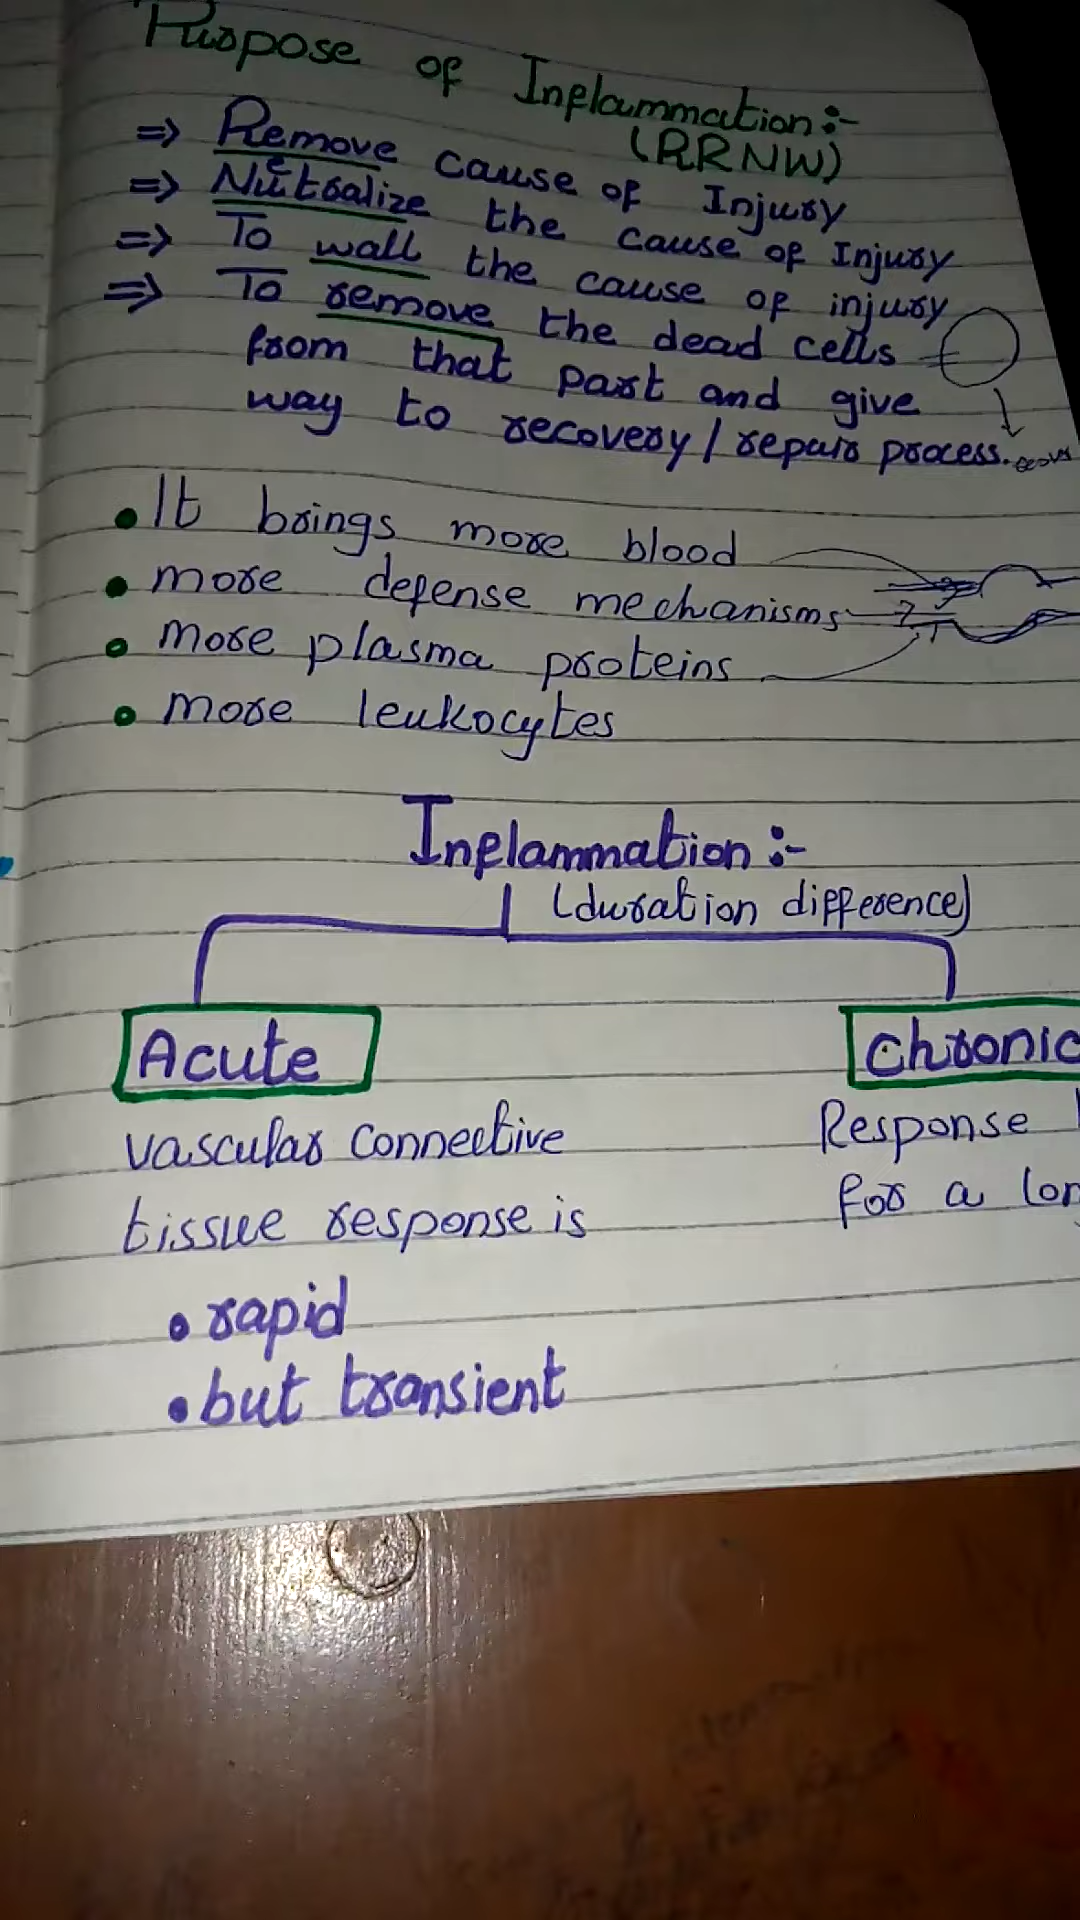 Purpose of Inflammation:-
(RRNW)
=> Remove cause of Injury
=> Nuetralize the cause of Injury
=> To wall the cause of injury
=> To remove the dead cells
from that part and give
way to recovery / repair process.
• It brings more blood
• more defense mechanisms
• more plasma proteins
• more leukocytes
Inflammation :-
(duration difference)
Acute
Chronic
vascular connective
tissue response is
• rapid
• but transient
Response
for a